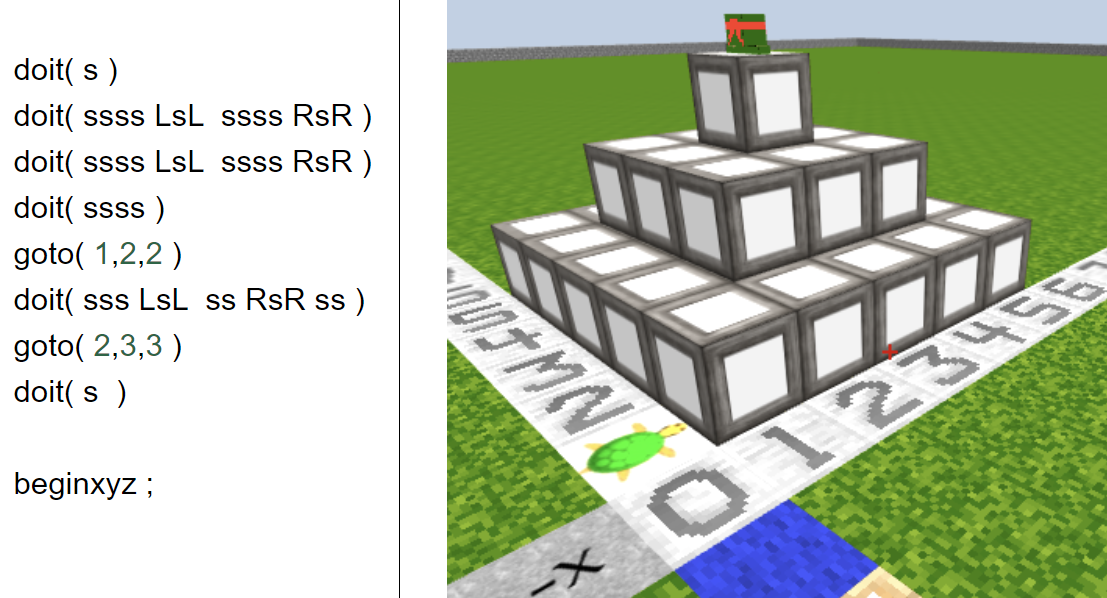 doit( s )
doit( ssss LsL  ssss RsR )
doit( ssss LsL  ssss RsR )
doit( ssss )
goto( 1,2,2 )
doit( sss LsL  ss RsR ss )
goto( 2,3,3 )
doit( s  )
beginxyz ;
0 1 2 3 4 5 6
2 3 4 5
-x